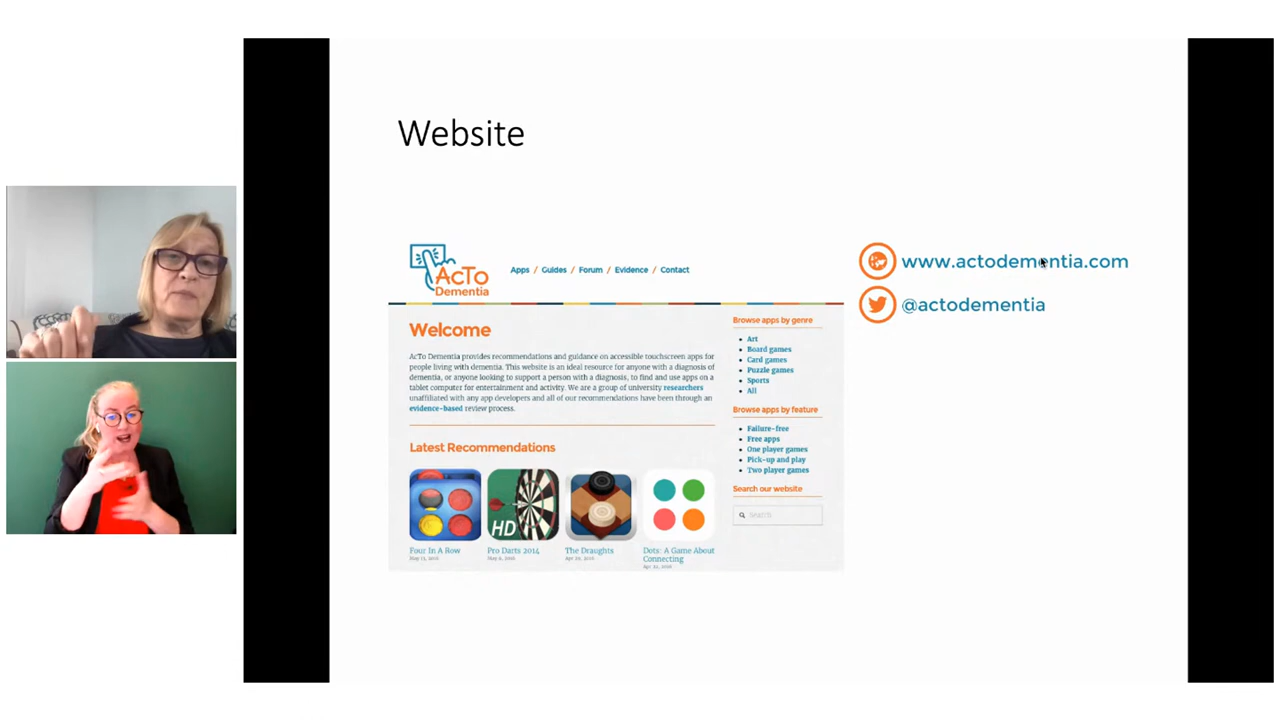 Website
AcTo
Dementia
Apps / Guides / Forum / Evidence / Contact
Welcome
AcTo Dementia provides recommendations and guidance on accessible touchscreen apps for
people living with dementia. This website is an ideal resource for anyone with a diagnosis of
dementia, or anyone looking to support a person with a diagnosis, to find and use apps on a
tablet computer for entertainment and activity. We are a group of university researchers
unaffiliated with any app developers and all of our recommendations have been through an
evidence-based review process.
Latest Recommendations
HD
Four In A Row
Pro Darts 2014
The Draughts
Dots: A Game About
Connecting
Browse apps by genre
Art
Board games
Card games
Puzzle games
Sports
All
Browse apps by feature
Failure-free
Free apps
One player games
Pick-up and play
Two player games
Search our website
Search
www.actodementia.com
@actodementia